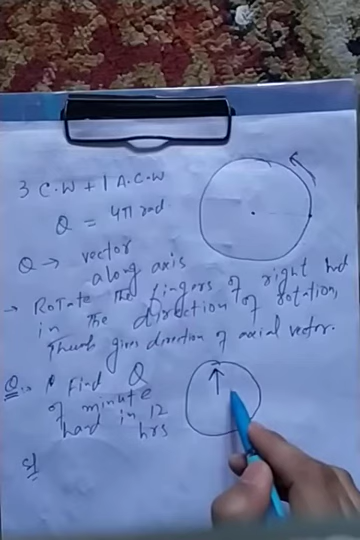 3 C.W + 1 A.C.W
Q = 4π rad
Q → vector
along axis
→ Rotate the fingers of right hnd
in the direction of rotation,
Thumb gives direction of axial vector.
Q:- Find Q
of minute
hand in 12
hrs